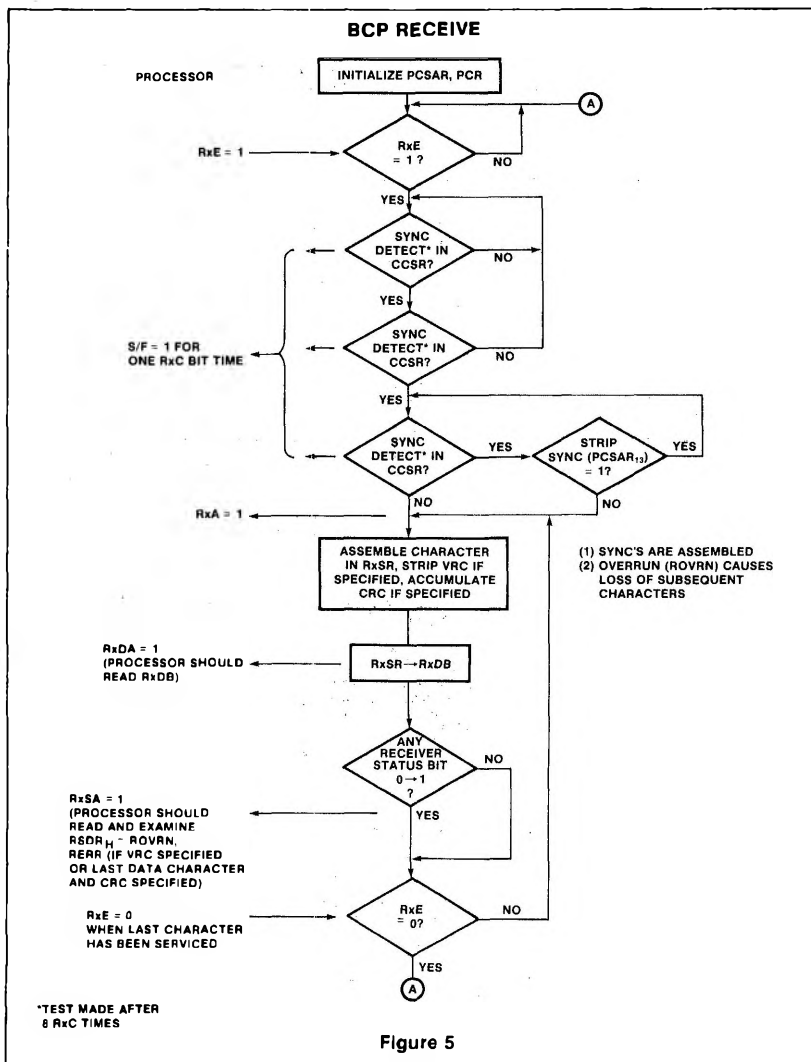 BCP RECEIVE
PROCESSOR
INITIALIZE PCSAR, PCR
A
RxE = 1
RxE
= 1 ?
NO
YES
SYNC
DETECT* IN
CCSR?
NO
YES
SYNC
DETECT* IN
CCSR?
NO
S/F = 1 FOR
ONE RxC BIT TIME
YES
SYNC
DETECT* IN
CCSR?
YES
STRIP
SYNC (PCSAR13)
= 1?
YES
NO
NO
RxA = 1
ASSEMBLE CHARACTER
IN RxSR, STRIP VRC IF
SPECIFIED, ACCUMULATE
CRC IF SPECIFIED
(1) SYNC'S ARE ASSEMBLED
(2) OVERRUN (ROVRN) CAUSES
LOSS OF SUBSEQUENT
CHARACTERS
RxDA = 1
(PROCESSOR SHOULD
READ RxDB)
RxSR→RxDB
ANY
RECEIVER
STATUS BIT
0→1
?
NO
YES
RxSA = 1
(PROCESSOR SHOULD
READ AND EXAMINE
RSDRH – ROVRN,
RERR (IF VRC SPECIFIED
OR LAST DATA CHARACTER
AND CRC SPECIFIED)
RxE = 0
WHEN LAST CHARACTER
HAS BEEN SERVICED
RxE
= 0?
NO
YES
A
*TEST MADE AFTER
8 RxC TIMES
Figure 5